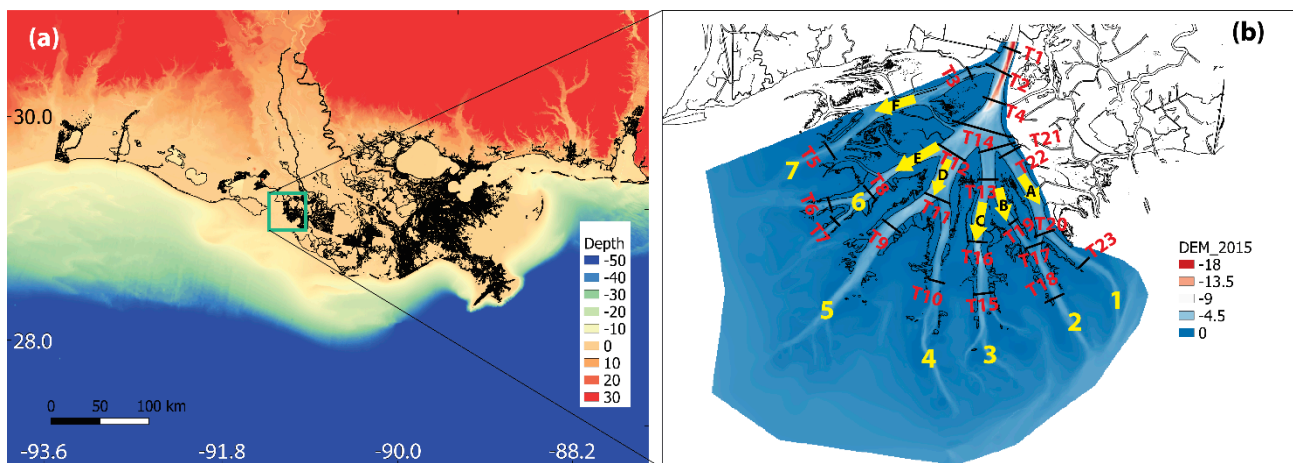 (a)
30.0
28.0
0 50 100 km
-93.6 -91.8 -90.0 -88.2
Depth
-50
-40
-30
-20
-10
0
10
20
30
(b)
T1
T2
T3
T4
F
T14
T21
T5
T22
7
E
T12
D
T8
T13
A
6
T6
B
T7
T11
C
T9
T19
T20
T16
T17
T23
T18
T10
T15
5
1
2
4
3
DEM_2015
-18
-13.5
-9
-4.5
0